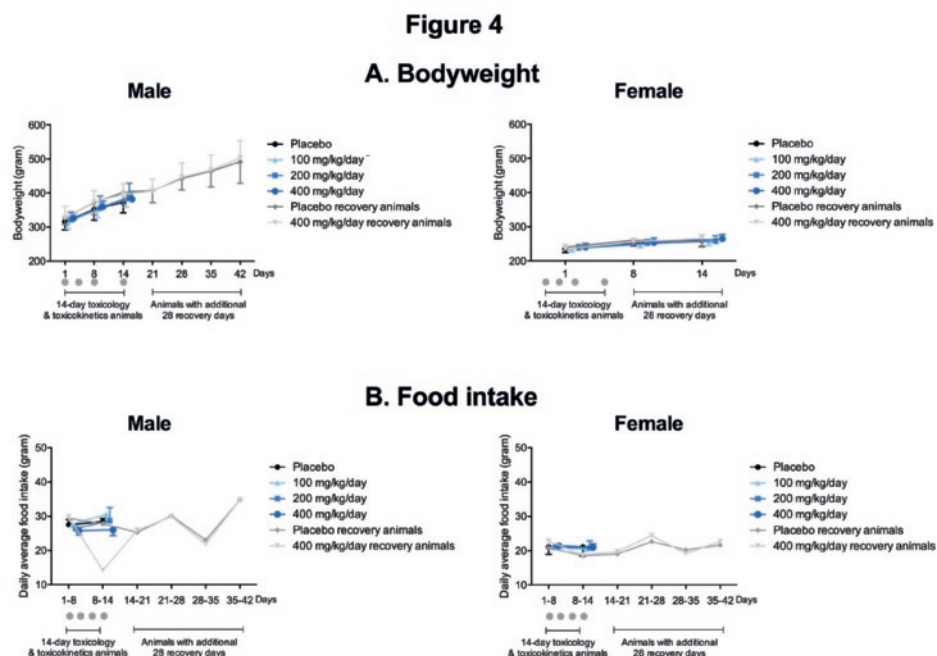 Figure 4
A. Bodyweight
Male
Bodyweight (gram)
600
500
400
300
200
1 8 14 21 28 35 42 Days
14-day toxicology
& toxicokinetics animals
Animals with additional
28 recovery days
Placebo
100 mg/kg/day
200 mg/kg/day
400 mg/kg/day
Placebo recovery animals
400 mg/kg/day recovery animals
Female
Bodyweight (gram)
600
500
400
300
200
1 8 14 Days
14-day toxicology
& toxicokinetics animals
Animals with additional
28 recovery days
Placebo
100 mg/kg/day
200 mg/kg/day
400 mg/kg/day
Placebo recovery animals
400 mg/kg/day recovery animals
B. Food intake
Male
Daily average food intake (gram)
50
40
30
20
10
1-8 8-14 14-21 21-28 28-35 35-42 Days
14-day toxicology
& toxicokinetics animals
Animals with additional
28 recovery days
Placebo
100 mg/kg/day
200 mg/kg/day
400 mg/kg/day
Placebo recovery animals
400 mg/kg/day recovery animals
Female
Daily average food intake (gram)
50
40
30
20
10
1-8 8-14 14-21 21-28 28-35 35-42 Days
14-day toxicology
& toxicokinetics animals
Animals with additional
28 recovery days
Placebo
100 mg/kg/day
200 mg/kg/day
400 mg/kg/day
Placebo recovery animals
400 mg/kg/day recovery animals